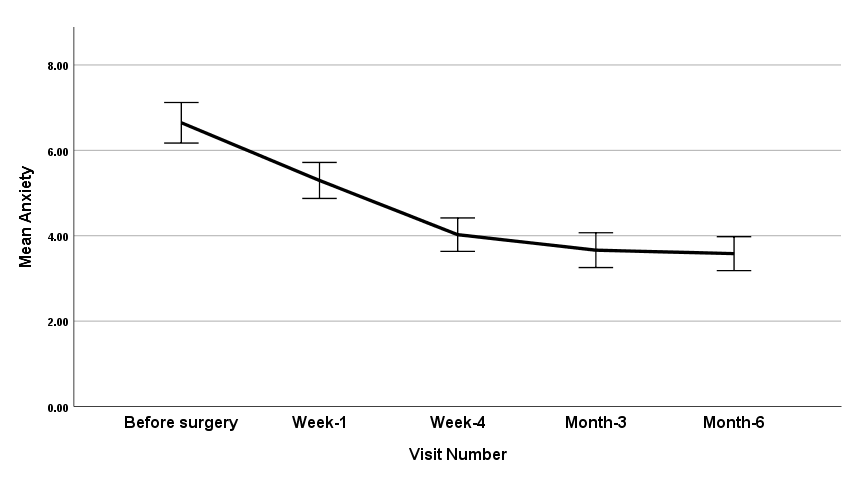 8.00
6.00
4.00
2.00
0.00
Mean Anxiety
Before surgery Week-1 Week-4 Month-3 Month-6
Visit Number